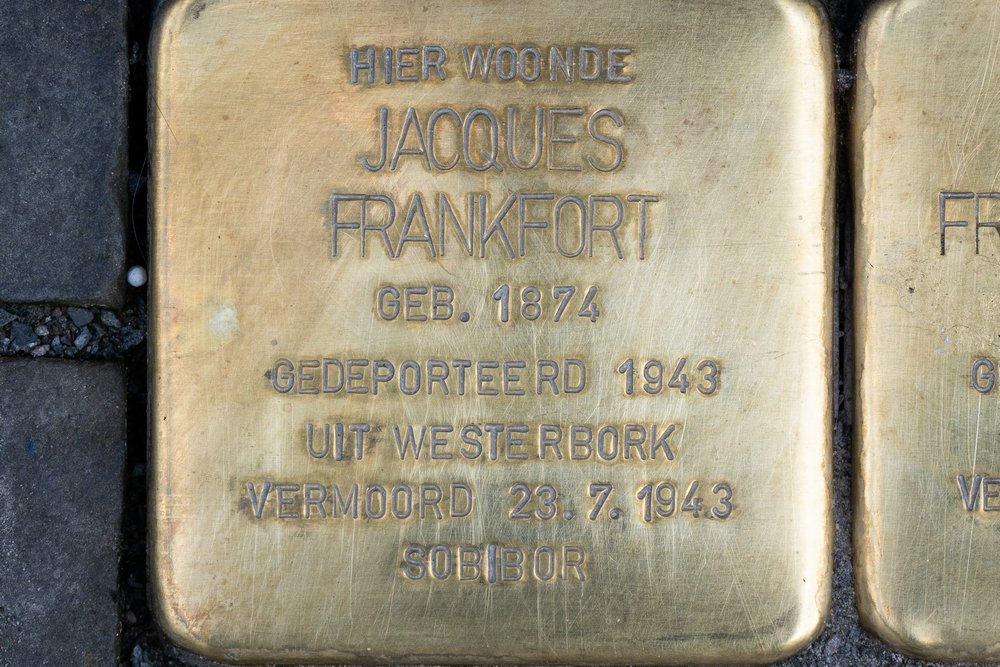 HIER WOONDE
JACQUES
FRANKFORT
GEB. 1874
GEDEPORTEERD 1943
UIT WESTERBORK
VERMOORD 23.7.1943
SOBIBOR